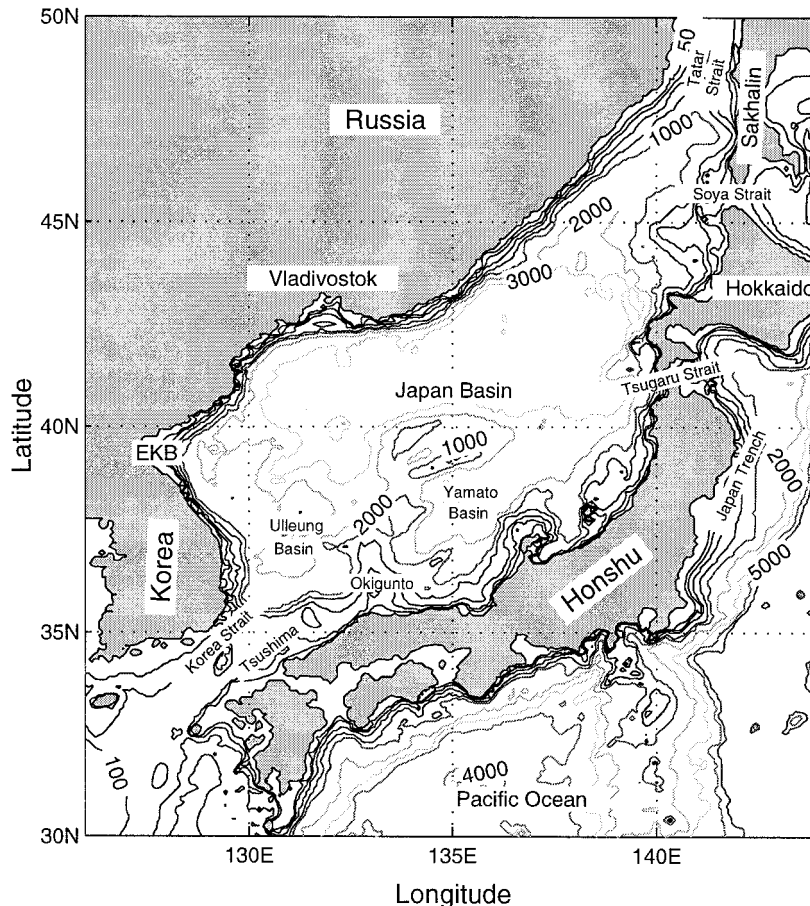 50N
50
Tatar
Strait
Sakhalin
Russia
1000
Soya Strait
45N
2000
Vladivostok
3000
Hokkaido
Tsugaru Strait
Japan Basin
40N
Latitude
EKB
1000
Japan Trench
2000
Yamato
Basin
2000
Ulleung
Basin
Korea
5000
Okigunto
Honshu
35N
Korea Strait
Tsushima
100
4000
Pacific Ocean
30N
130E
135E
140E
Longitude